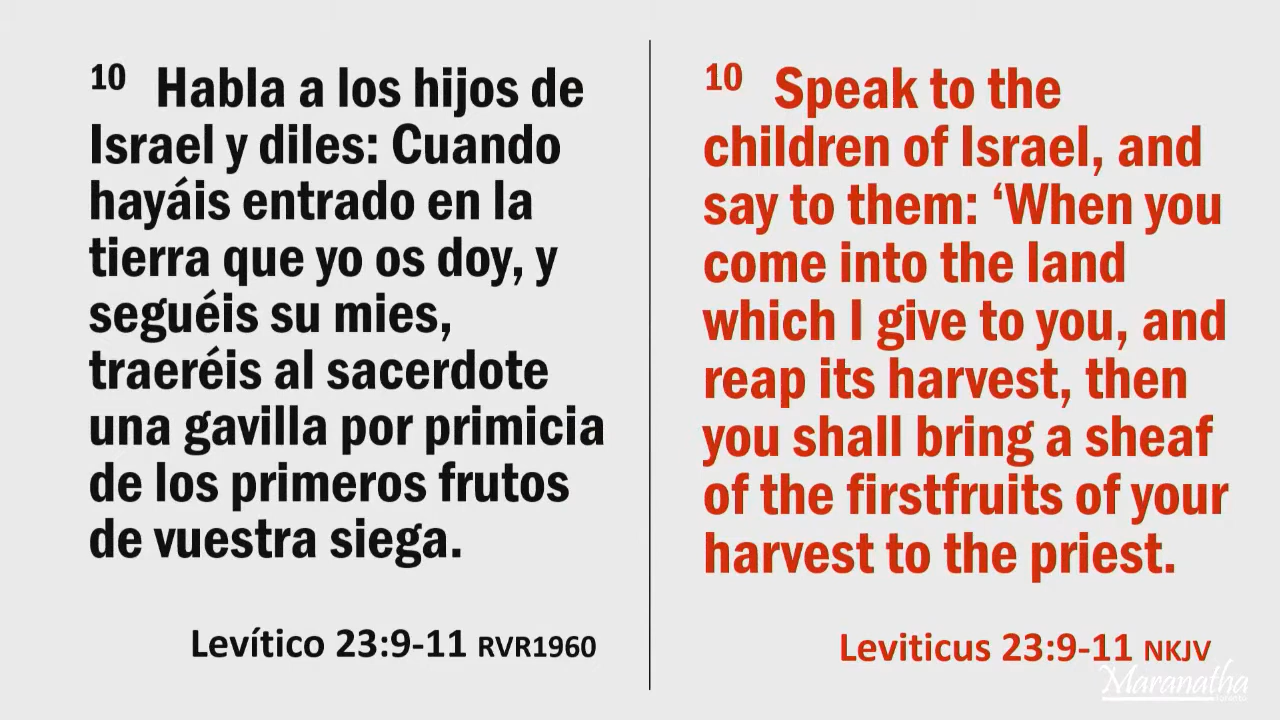 10 Habla a los hijos de
Israel y diles: Cuando
hayáis entrado en la
tierra que yo os doy, y
seguéis su mies,
traeréis al sacerdote
una gavilla por primicia
de los primeros frutos
de vuestra siega.
Levítico 23:9-11 RVR1960
10 Speak to the
children of Israel, and
say to them: ‘When you
come into the land
which I give to you, and
reap its harvest, then
you shall bring a sheaf
of the firstfruits of your
harvest to the priest.
Leviticus 23:9-11 NKJV
Maranatha